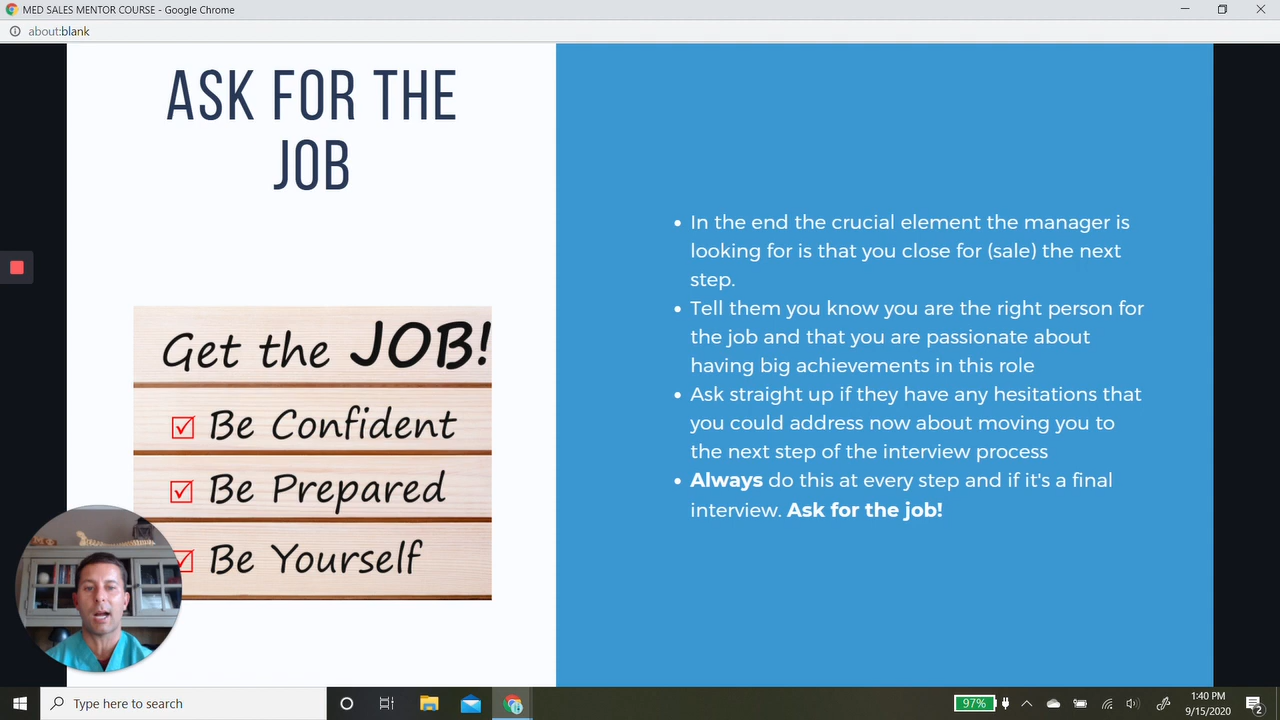 MED SALES MENTOR COURSE - Google Chrome
about:blank
ASK FOR THE
JOB
Get the JOB!
Be Confident
Be Prepared
Be Yourself
• In the end the crucial element the manager is
looking for is that you close for (sale) the next
step.
• Tell them you know you are the right person for
the job and that you are passionate about
having big achievements in this role
• Ask straight up if they have any hesitations that
you could address now about moving you to
the next step of the interview process
• Always do this at every step and if it's a final
interview. Ask for the job!
Type here to search
97%
1:40 PM
9/15/2020
2